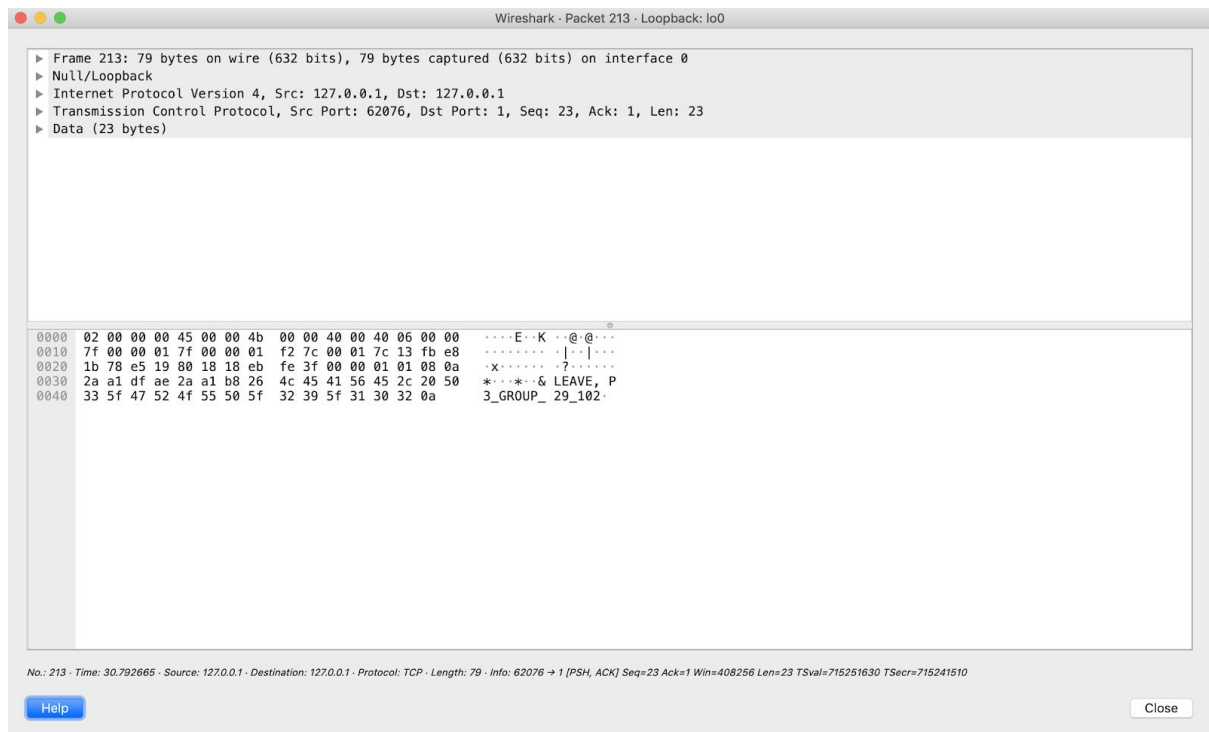 Wireshark · Packet 213 · Loopback: lo0
Frame 213: 79 bytes on wire (632 bits), 79 bytes captured (632 bits) on interface 0
Null/Loopback
Internet Protocol Version 4, Src: 127.0.0.1, Dst: 127.0.0.1
Transmission Control Protocol, Src Port: 62076, Dst Port: 1, Seq: 23, Ack: 1, Len: 23
Data (23 bytes)
0000 02 00 00 00 45 00 00 4b 00 00 40 00 40 06 00 00 ····E··K ··@·@···
0010 7f 00 00 01 7f 00 00 01 f2 7c 00 01 7c 13 fb e8 ········ ·|··|···
0020 1b 78 e5 19 80 18 18 eb fe 3f 00 00 01 01 08 0a ·x······ ·?······
0030 2a a1 df ae 2a a1 b8 26 4c 45 41 56 45 2c 20 50 *···*··& LEAVE, P
0040 33 5f 47 52 4f 55 50 5f 32 39 5f 31 30 32 0a 3_GROUP_ 29_102·
No.: 213 · Time: 30.792665 · Source: 127.0.0.1 · Destination: 127.0.0.1 · Protocol: TCP · Length: 79 · Info: 62076 → 1 [PSH, ACK] Seq=23 Ack=1 Win=408256 Len=23 TSval=715251630 TSecr=715241510
Help
Close